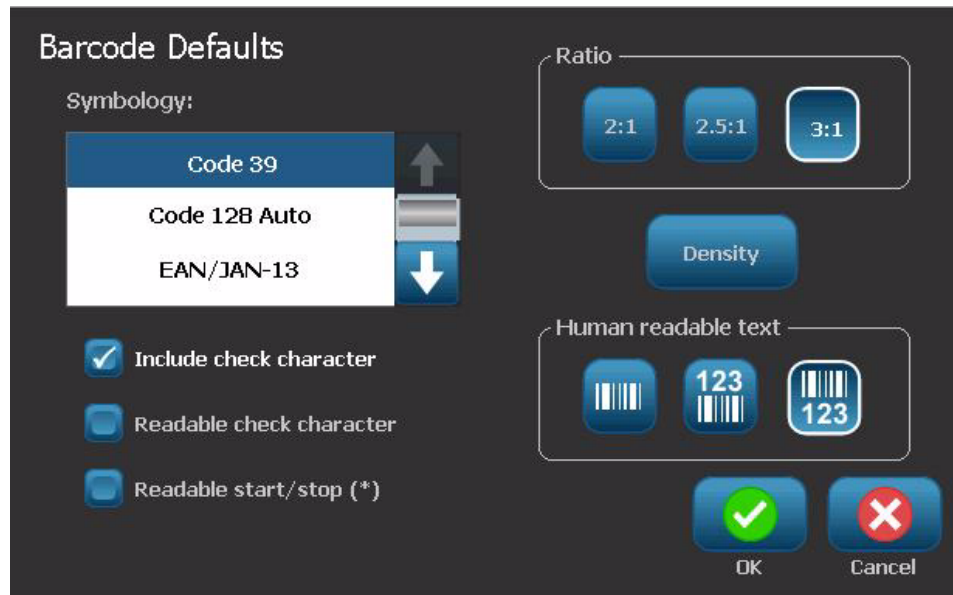 Barcode Defaults
Symbology:
Code 39
Code 128 Auto
EAN/JAN-13
Include check character
Readable check character
Readable start/stop (*)
Ratio
2:1
2.5:1
3:1
Density
Human readable text
123
123
OK
Cancel